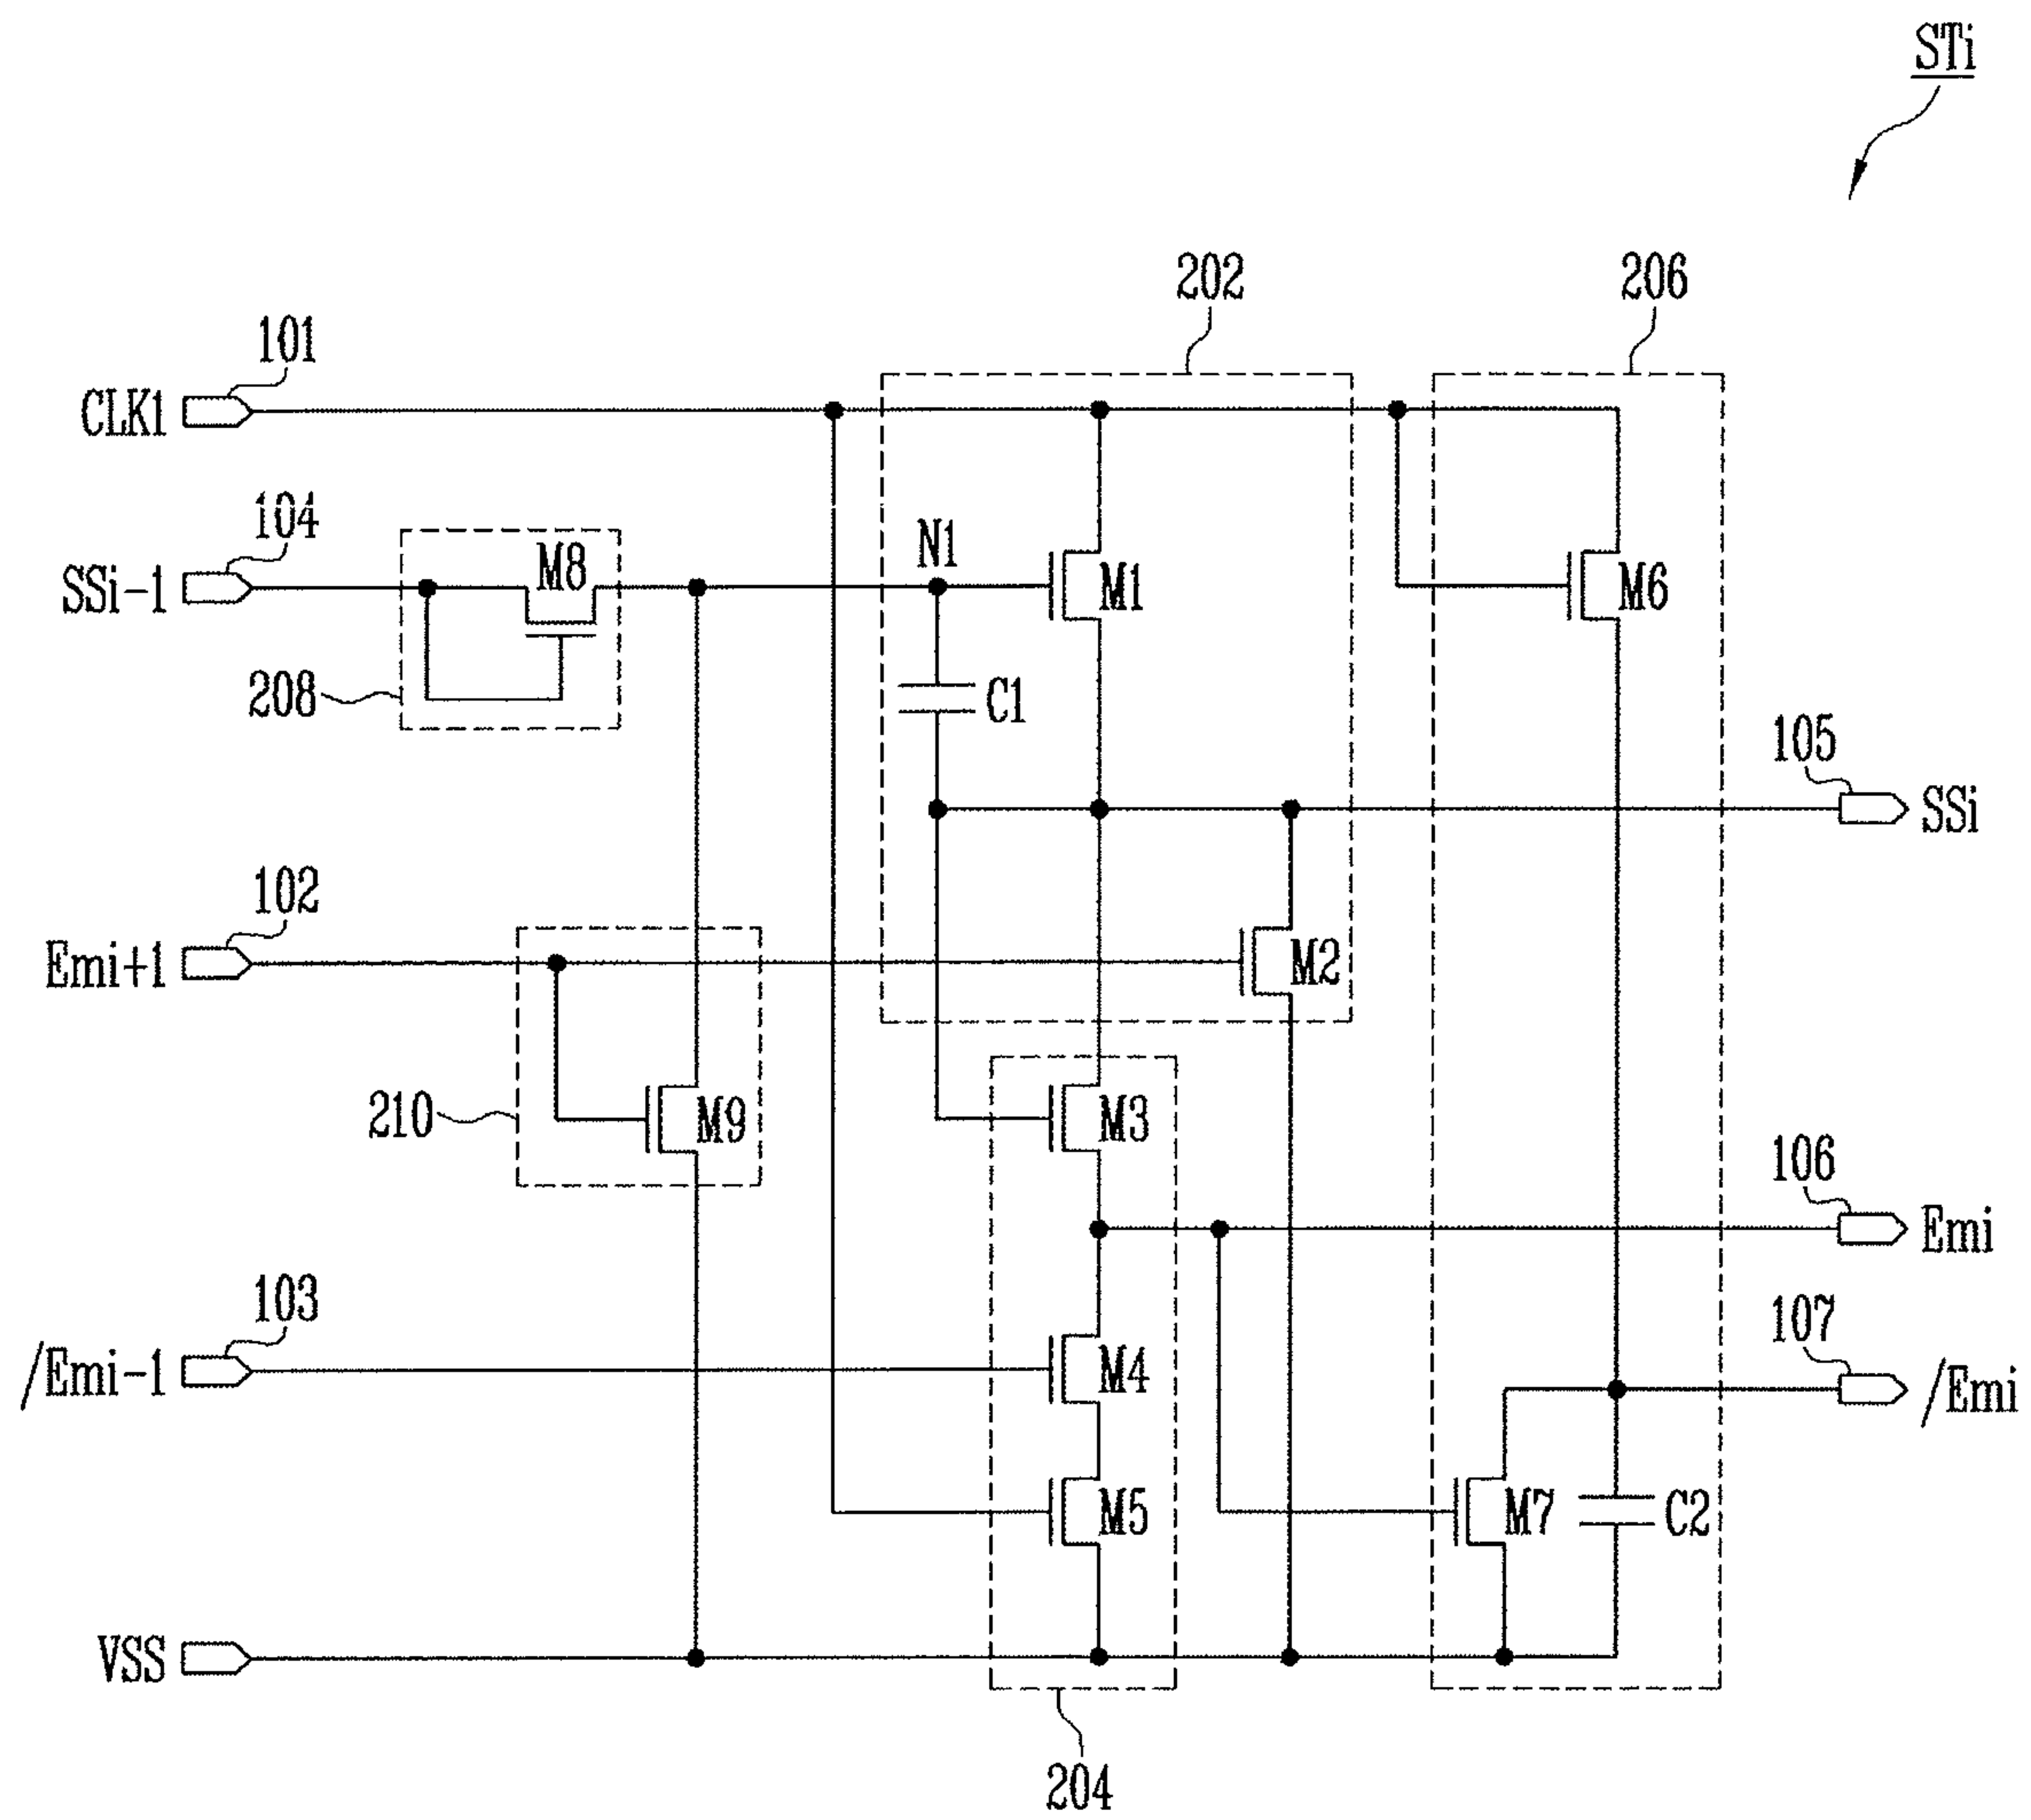 STi
202
206
101
CLK1
104
SSi-1
M8
N1
M1
M6
208
C1
105
SSi
102
Emi+1
M2
210
M9
M3
106
Emi
103
/Emi-1
M4
107
/Emi
M5
M7
C2
VSS
204